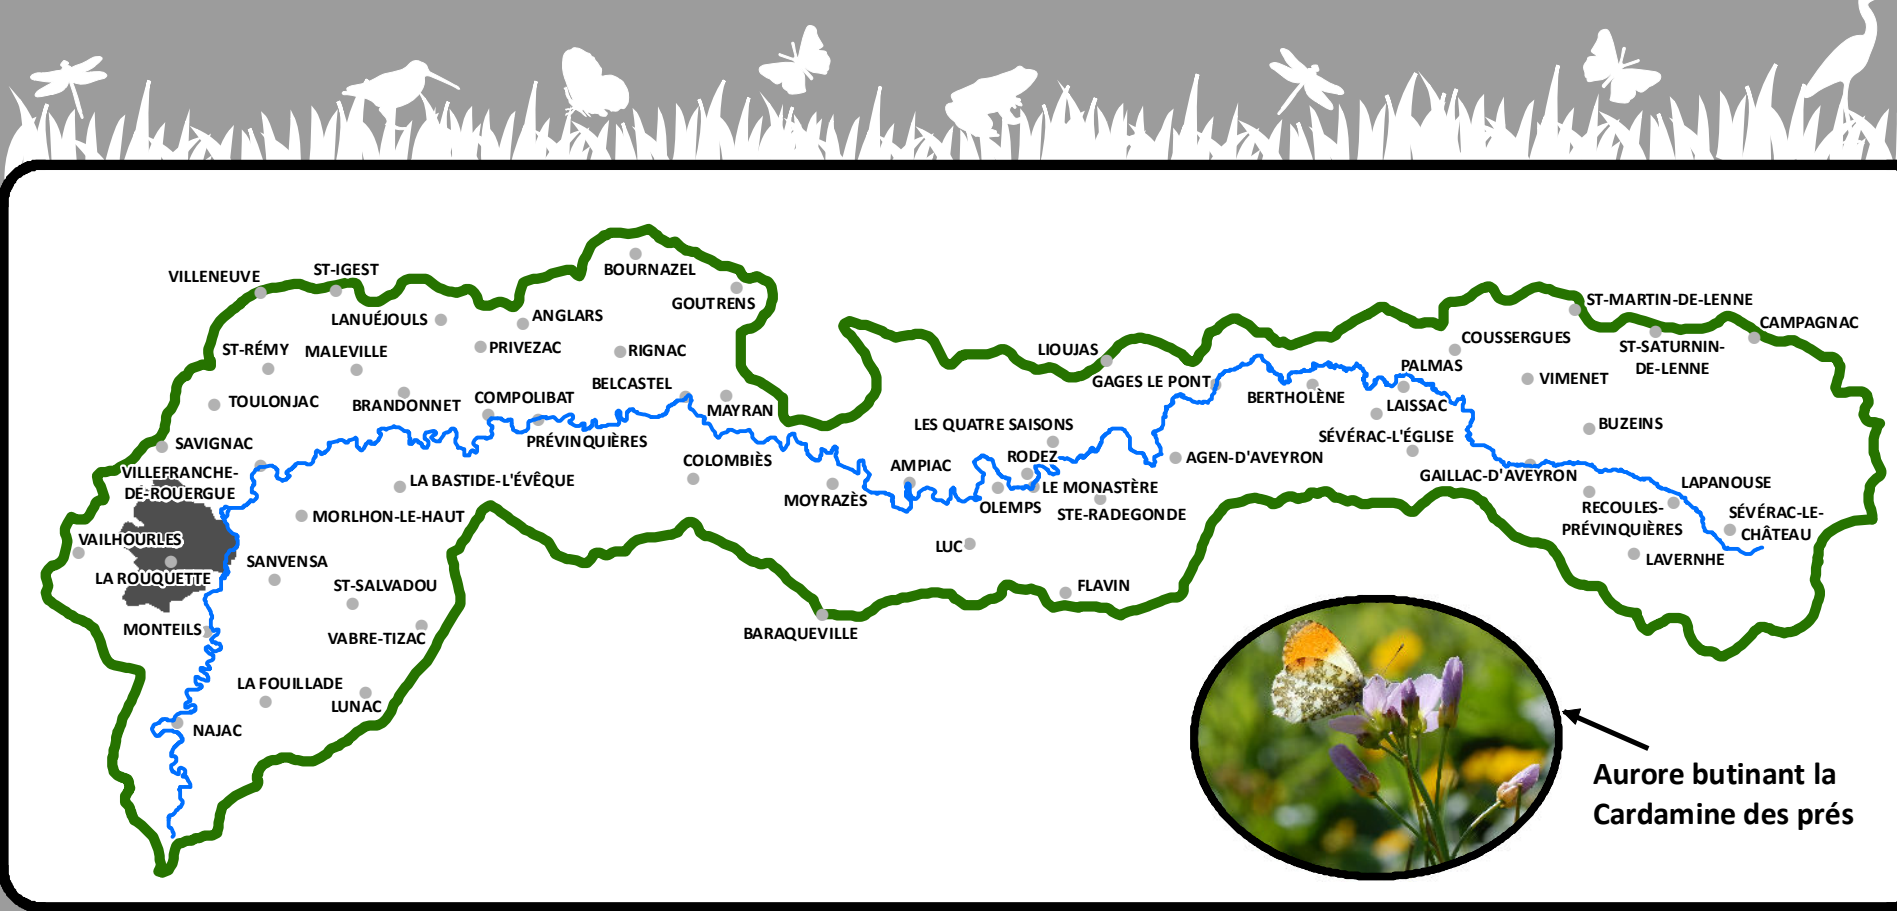 VILLENEUVE
ST-IGEST
BOURNAZEL
GOUTRENS
LANUÉJOULS
ANGLARS
ST-RÉMY
MALEVILLE
PRIVEZAC
RIGNAC
TOULONJAC
BRANDONNET
COMPOLIBAT
BELCASTEL
MAYRAN
PRÉVINQUIÈRES
SAVIGNAC
VILLEFRANCHE-
DE-ROUERGUE
LA BASTIDE-L'ÉVÊQUE
COLOMBIÈS
MOYRAZÈS
MORLHON-LE-HAUT
VAILHOURLES
LA ROUQUETTE
SANVENSA
ST-SALVADOU
MONTEILS
VABRE-TIZAC
LA FOUILLADE
LUNAC
NAJAC
BARAQUEVILLE
LIOUJAS
GAGES LE PONT
LES QUATRE SAISONS
AMPIAC
RODEZ
AGEN-D'AVEYRON
LE MONASTÈRE
OLEMPS
STE-RADEGONDE
LUC
FLAVIN
ST-MARTIN-DE-LENNE
CAMPAGNAC
COUSSERGUES
ST-SATURNIN-
DE-LENNE
PALMAS
VIMENET
BERTHOLÈNE
LAISSAC
BUZEINS
SÉVÉRAC-L'ÉGLISE
GAILLAC-D'AVEYRON
LAPANOUSE
RECOULES-
PRÉVINQUIÈRES
SÉVÉRAC-LE-
CHÂTEAU
LAVERNHE
Aurore butinant la
Cardamine des prés